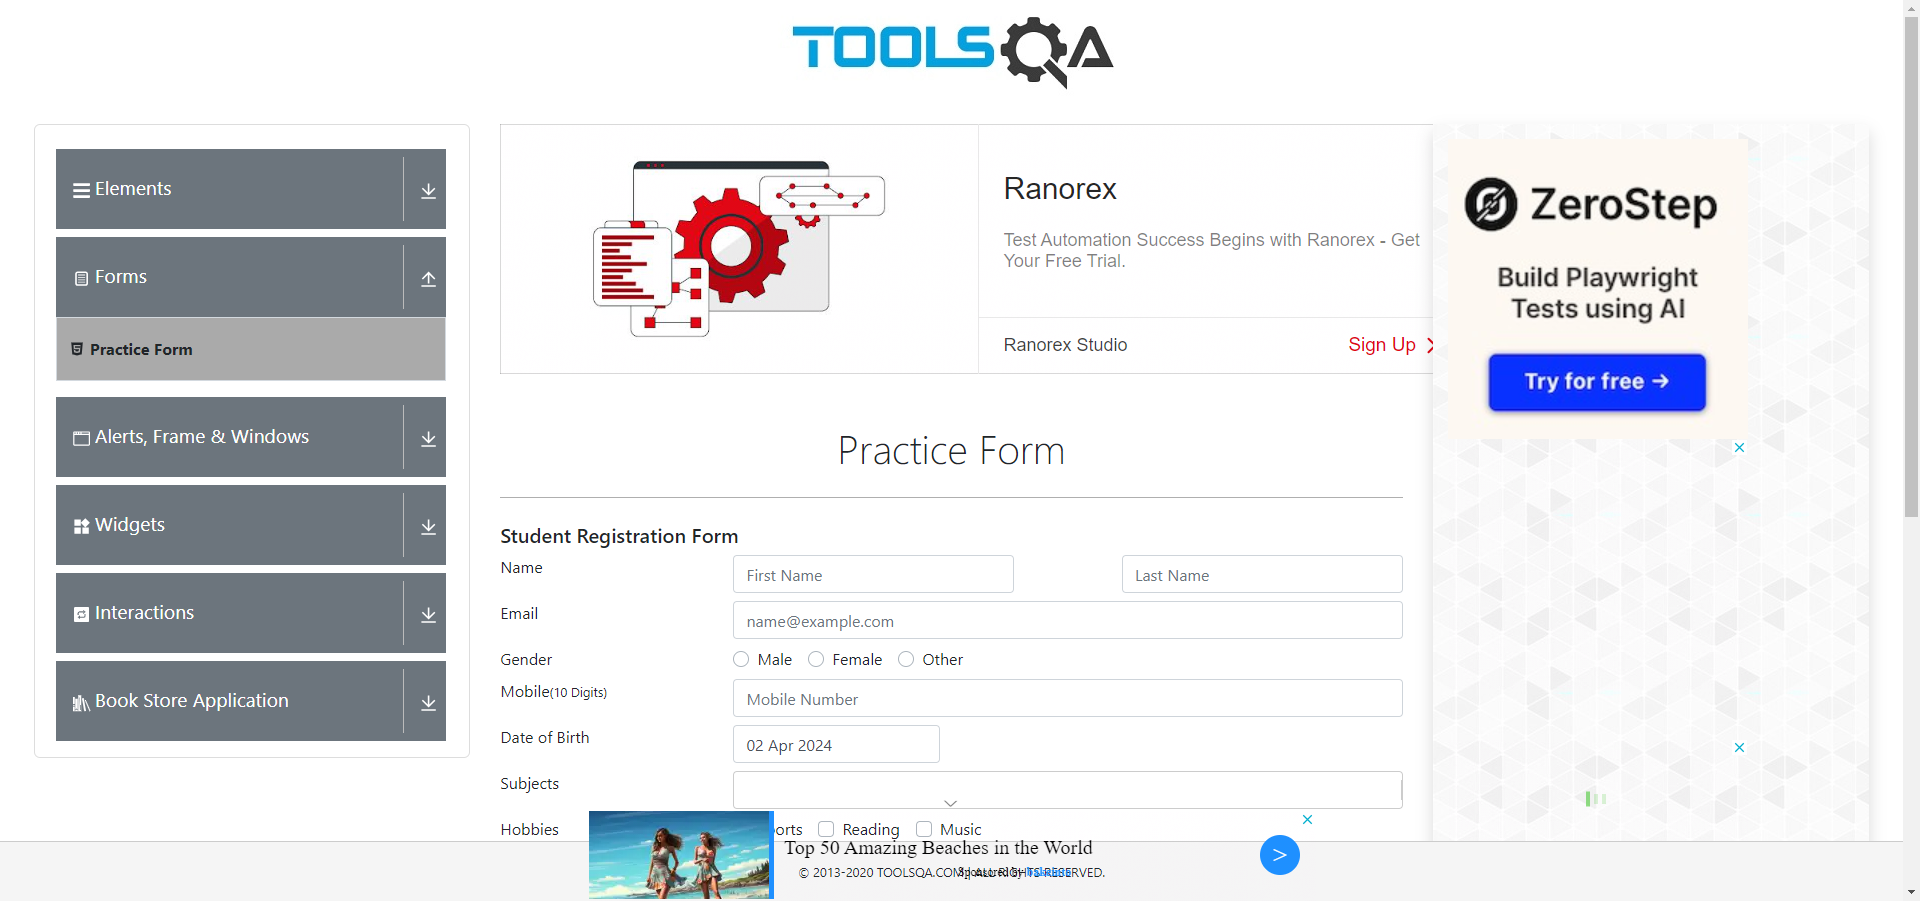 TOOLSQA
Elements
Forms
Practice Form
Alerts, Frame & Windows
Widgets
Interactions
Book Store Application
Ranorex
Test Automation Success Begins with Ranorex - Get
Your Free Trial.
Ranorex Studio
Sign Up
ZeroStep
Build Playwright
Tests using AI
Try for free →
Practice Form
Student Registration Form
Name
First Name
Last Name
Email
name@example.com
Gender
Male
Female
Other
Mobile(10 Digits)
Mobile Number
Date of Birth
02 Apr 2024
Subjects
Hobbies
orts
Reading
Music
Top 50 Amazing Beaches in the World
© 2013-2020 TOOLSQA.COM | ALL RIGHTS RESERVED.
Sponsored By